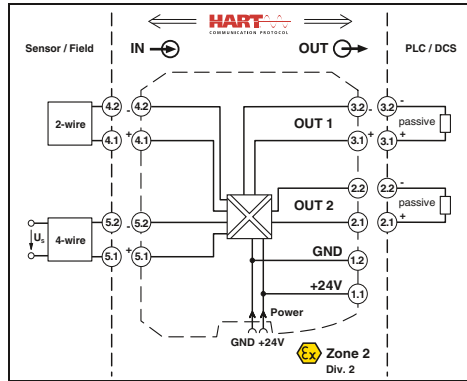 HART
COMMUNICATION PROTOCOL
Sensor / Field
IN
OUT
PLC / DCS
4.2 - 4.2
2-wire
4.1 + 4.1
OUT 1
3.2 - 3.2 -
passive
3.1 + 3.1 +
5.2 - 5.2
Us 4-wire
5.1 + 5.1
OUT 2
2.2 2.2 -
passive
2.1 2.1 +
GND 1.2
+24V 1.1
Power
GND +24V
Ex Zone 2
Div. 2